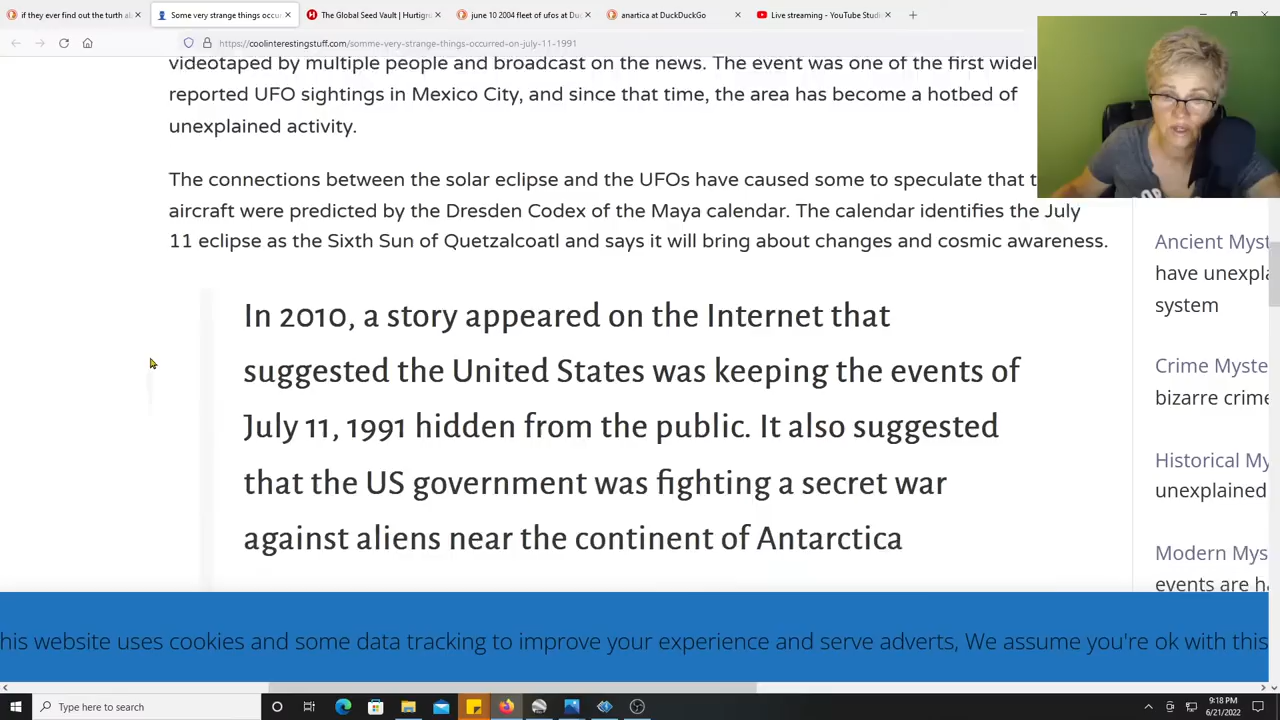 if they ever find out the turth al
Some very strange things occur
The Global Seed Vault | Hurtigru
june 10 2004 fleet of ufos at Duc
anartica at DuckDuckGo
Live streaming - YouTube Studi
https://coolinterestingstuff.com/somme-very-strange-things-occurred-on-july-11-1991
videotaped by multiple people and broadcast on the news. The event was one of the first widel
reported UFO sightings in Mexico City, and since that time, the area has become a hotbed of
unexplained activity.
The connections between the solar eclipse and the UFOs have caused some to speculate that t
aircraft were predicted by the Dresden Codex of the Maya calendar. The calendar identifies the July
11 eclipse as the Sixth Sun of Quetzalcoatl and says it will bring about changes and cosmic awareness.
In 2010, a story appeared on the Internet that
suggested the United States was keeping the events of
July 11, 1991 hidden from the public. It also suggested
that the US government was fighting a secret war
against aliens near the continent of Antarctica
Ancient Myst
have unexpla
system
Crime Myste
bizarre crime
Historical My
unexplained
Modern Mys
events are ha
his website uses cookies and some data tracking to improve your experience and serve adverts, We assume you're ok with this
Type here to search
9:18 PM
6/21/2022